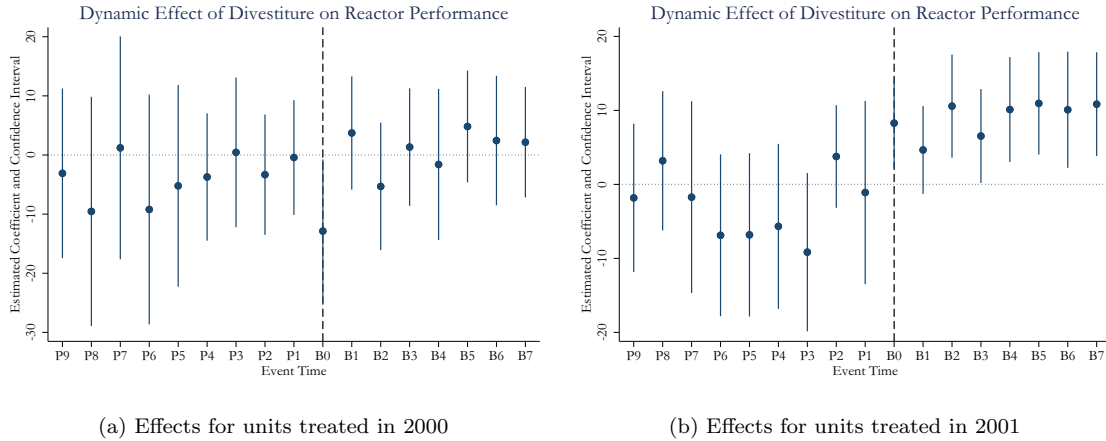 Dynamic Effect of Divestiture on Reactor Performance
Estimated Coefficient and Confidence Interval
20
10
0
-10
-20
-30
P9 P8 P7 P6 P5 P4 P3 P2 P1 B0 B1 B2 B3 B4 B5 B6 B7
Event Time
(a) Effects for units treated in 2000
Dynamic Effect of Divestiture on Reactor Performance
Estimated Coefficient and Confidence Interval
20
10
0
-10
-20
P9 P8 P7 P6 P5 P4 P3 P2 P1 B0 B1 B2 B3 B4 B5 B6 B7
Event Time
(b) Effects for units treated in 2001